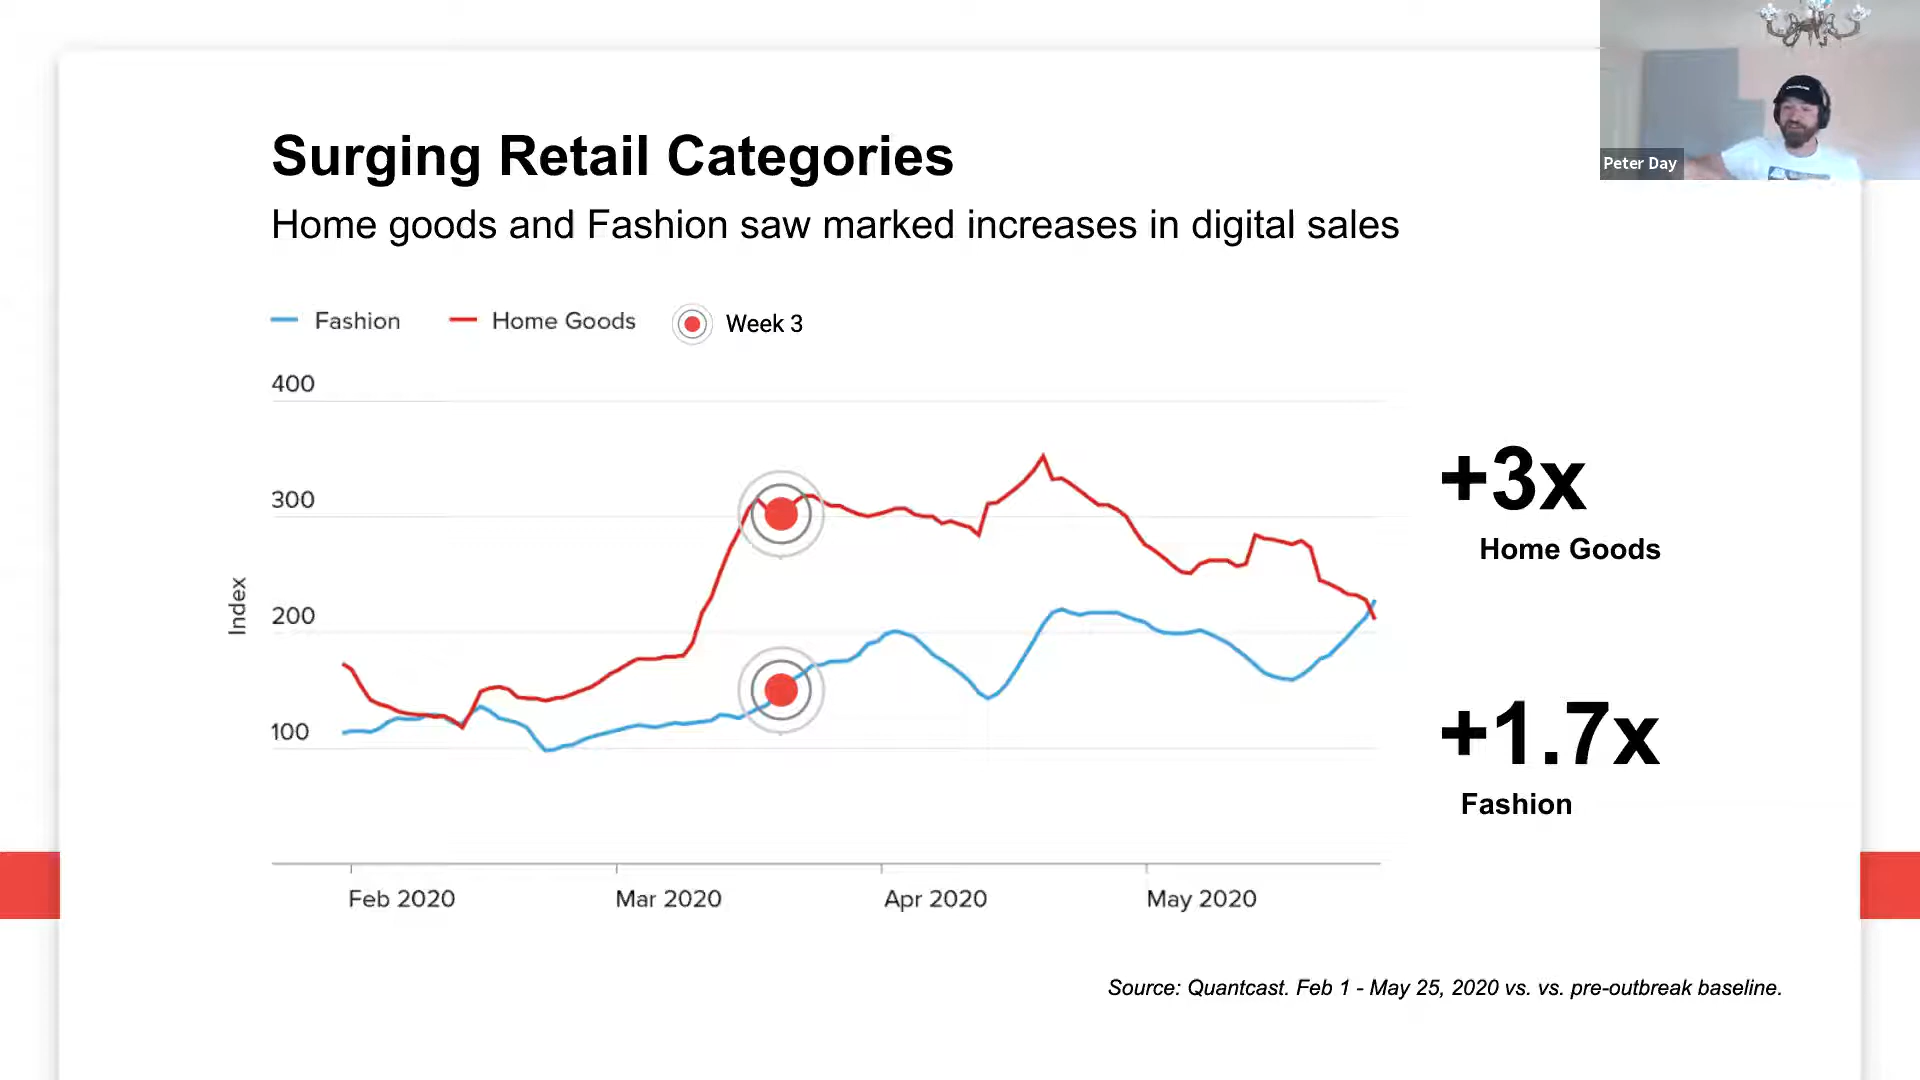 Peter Day
Surging Retail Categories
Home goods and Fashion saw marked increases in digital sales
Fashion Home Goods Week 3
400
300
200
100
Index
Feb 2020 Mar 2020 Apr 2020 May 2020
+3x
Home Goods
+1.7x
Fashion
Source: Quantcast. Feb 1 - May 25, 2020 vs. vs. pre-outbreak baseline.